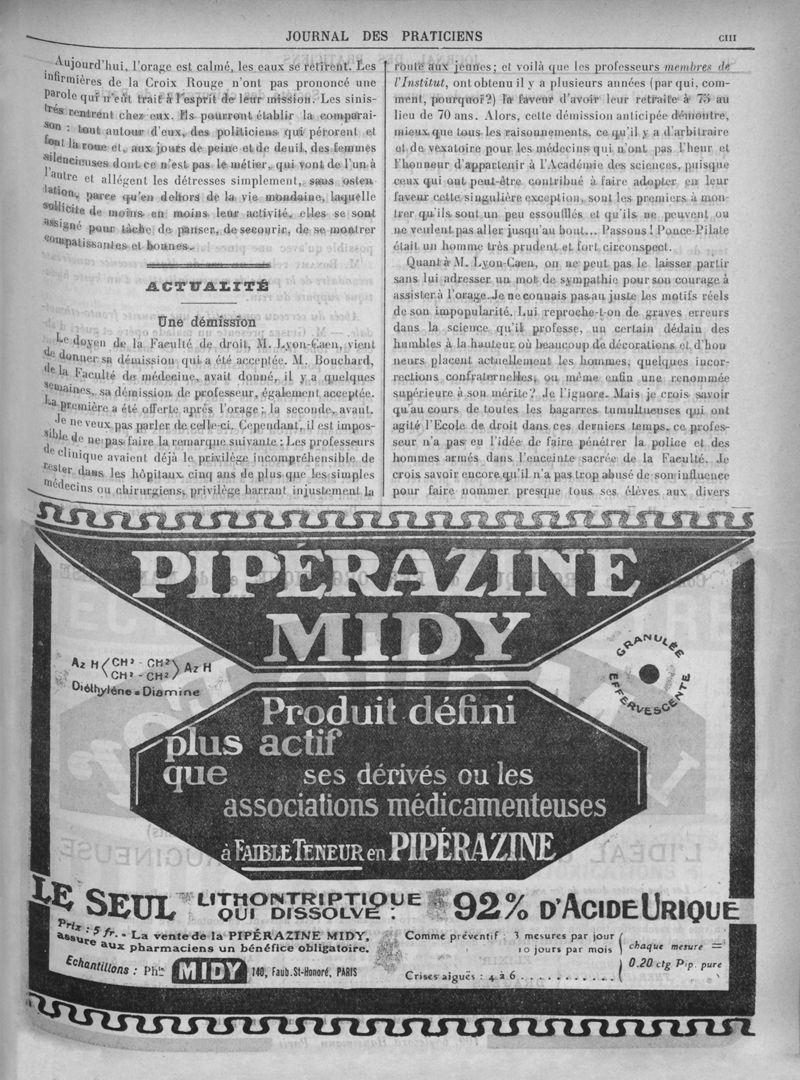 JOURNAL DES PRATICIENS
CIII
Aujourd'hui, l'orage est calmé, les eaux se retirent. Les
infirmières de la Croix Rouge n'ont pas prononcé une
parole qui n'eût trait à l'esprit de leur mission. Les sinis-
trés rentrent chez eux. Ils pourront établir la comparai-
son : tout autour d'eux, des politiciens qui pérorent et
font la roue et, aux jours de peine et de deuil, des femmes
silencieuses dont ce n'est pas le métier, qui vont de l'un à
l'autre et allègent les détresses simplement, sans osten
tation, parce qu'en dehors de la vie mondaine, laquelle
sollicite de moins en moins leur activité, elles se sont
assigné pour tâche de panser, de secourir, de se montrer
compatissantes et bonnes.
ACTUALITÉ
Une démission
Le doyen de la Faculté de droit, M. Lyon-Caen, vient
de donner sa démission qui a été acceptée. M. Bouchard,
de la Faculté de médecine, avait donné, il y a quelques
semaines, sa démission de professeur, également acceptée.
La première a été offerte après l'orage ; la seconde, avant.
Je ne veux pas parler de celle-ci. Cependant, il est impos-
sible de ne pas faire la remarque suivante : Les professeurs
de clinique avaient déjà le privilège incompréhensible de
rester dans les hôpitaux cinq ans de plus que les simples
médecins ou chirurgiens, privilège barrant injustement la
route aux jeunes ; et voilà que les professeurs membres de
l'Institut, ont obtenu il y a plusieurs années (par qui, com-
ment, pourquoi ?) la faveur d'avoir leur retraite à 75 au
lieu de 70 ans. Alors, cette démission anticipée démontre,
mieux que tous les raisonnements, ce qu'il y a d'arbitraire
et de vexatoire pour les médecins qui n'ont pas l'heur et
l'honneur d'appartenir à l'Académie des sciences, puisque
ceux qui ont peut-être contribué à faire adopter en leur
faveur cette singulière exception, sont les premiers à mon-
trer qu'ils sont un peu essoufflés et qu'ils ne peuvent ou
ne veulent pas aller jusqu'au bout... Passons ! Ponce-Pilate
était un homme très prudent et fort circonspect.
Quant à M. Lyon-Caen, on ne peut pas le laisser partir
sans lui adresser un mot de sympathie pour son courage à
assister à l'orage. Je ne connais pas au juste les motifs réels
de son impopularité. Lui reproche-t-on de graves erreurs
dans la science qu'il professe, un certain dédain des
humbles à la hauteur où beaucoup de décorations et d'hon
neurs placent actuellement les hommes, quelques incor-
rections confraternelles, ou même enfin une renommée
supérieure à son mérite ? Je l'ignore. Mais je crois savoir
qu'au cours de toutes les bagarres tumultueuses qui ont
agité l'Ecole de droit dans ces derniers temps, ce profes-
seur n'a pas eu l'idée de faire pénétrer la police et des
hommes armés dans l'enceinte sacrée de la Faculté. Je
crois savoir encore qu'il n'a pas trop abusé de son influence
pour faire nommer presque tous ses élèves aux divers
PIPÉRAZINE
MIDY
Az H CH² - CH² Az H
CH² - CH²
Diéthylène = Diamine
GRANULÉE
EFFERVESCENTE
Produit défini
plus actif
que ses dérivés ou les
associations médicamenteuses
à FAIBLE TENEUR en PIPÉRAZINE
LE SEUL LITHONTRIPTIQUE
QUI DISSOLVE : 92% D'ACIDE URIQUE
Prix : 5 fr. - La vente de la PIPÉRAZINE MIDY,
assure aux pharmaciens un bénéfice obligatoire.
Echantillons : Phie MIDY 140, Faub. St-Honoré, PARIS
Comme préventif : 3 mesures par jour
10 jours par mois
Crises aiguës : 4 à 6 ...........
chaque mesure =
0.20 ctg Pip. pure